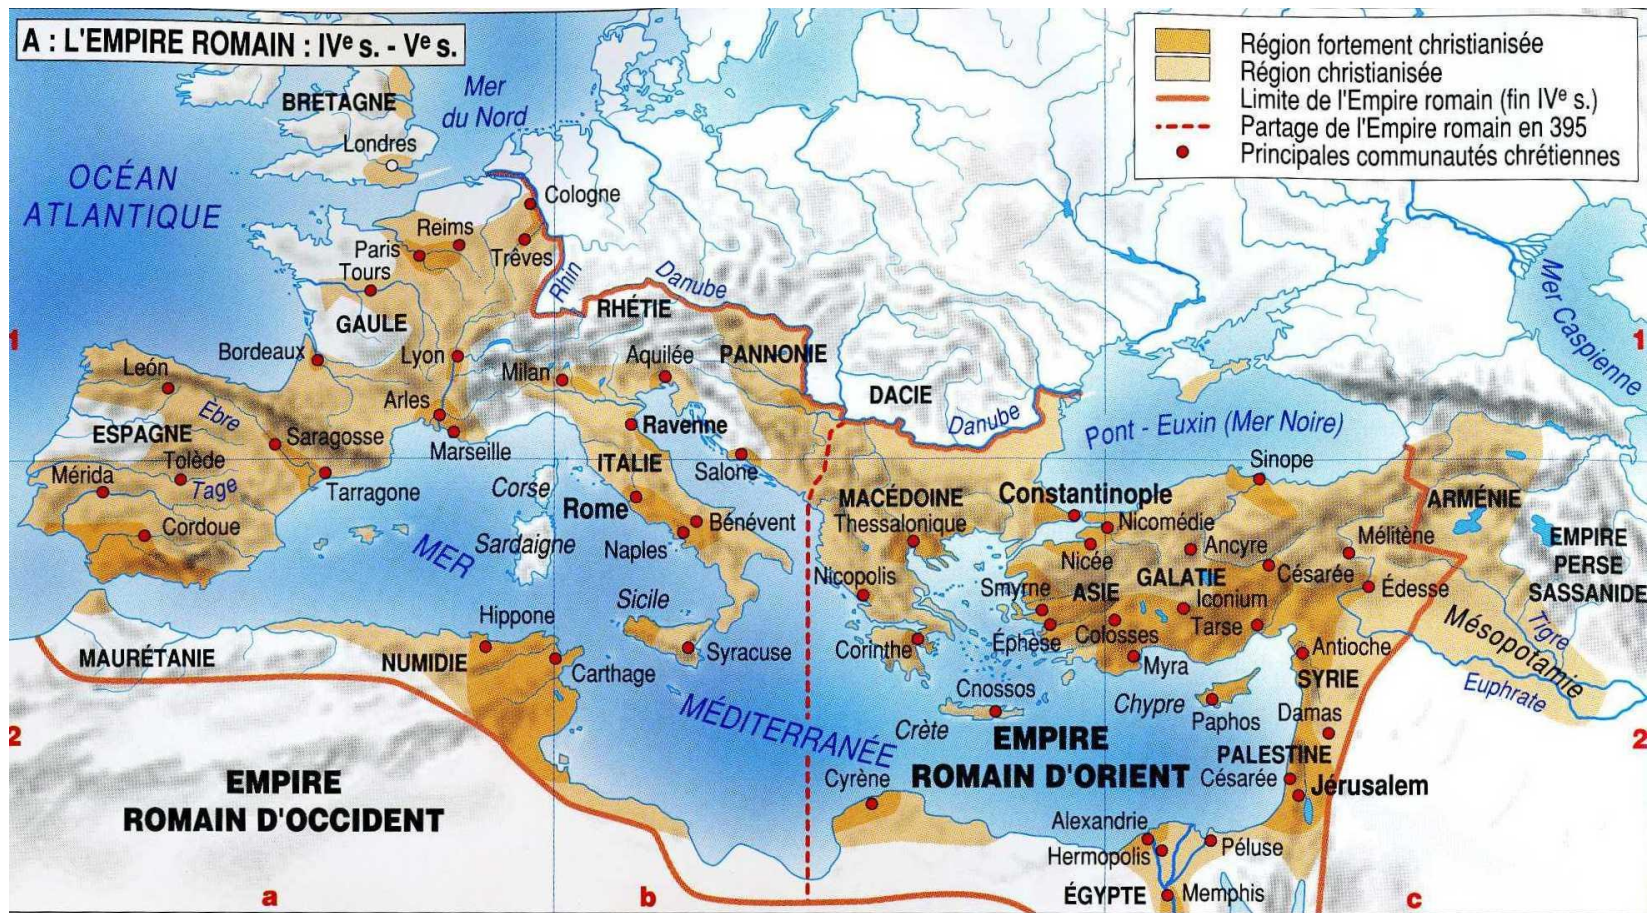 A : L'EMPIRE ROMAIN : IVe s. - Ve s.
Région fortement christianisée
Région christianisée
Limite de l'Empire romain (fin IVe s.)
Partage de l'Empire romain en 395
Principales communautés chrétiennes
BRETAGNE
Londres
Mer
du Nord
OCÉAN
ATLANTIQUE
Cologne
Reims
Paris
Tours
Trêves
Rhin
Danube
RHÉTIE
GAULE
Mer Caspienne
1
1
Bordeaux
Lyon
Milan
Aquilée
PANNONIE
León
DACIE
Arles
Èbre
Danube
Pont - Euxin (Mer Noire)
ESPAGNE
Saragosse
Marseille
Ravenne
ITALIE
Salone
Tolède
Mérida
Tage
Tarragone
Corse
Sinope
Rome
MACÉDOINE
Constantinople
ARMÉNIE
Cordoue
Bénévent
Thessalonique
Nicomédie
MER
Sardaigne
Naples
Nicée
Ancyre
Mélitène
EMPIRE
PERSE
SASSANIDE
Nicopolis
Smyrne
ASIE
GALATIE
Césarée
Édesse
Sicile
Iconium
Hippone
Corinthe
Éphèse
Colosses
Tarse
Mésopotamie
Tigre
MAURÉTANIE
NUMIDIE
Carthage
Syracuse
Myra
Antioche
SYRIE
Euphrate
Cnossos
Chypre
Paphos
Damas
MÉDITERRANÉE
Crète
2
2
EMPIRE
ROMAIN D'ORIENT
PALESTINE
Césarée
Jérusalem
EMPIRE
ROMAIN D'OCCIDENT
Cyrène
Alexandrie
Hermopolis
Péluse
ÉGYPTE
Memphis
a
b
c